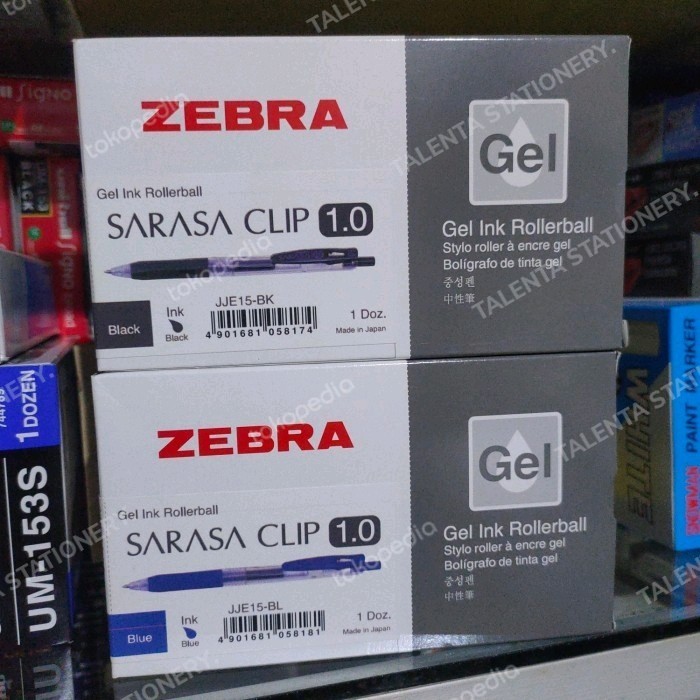 ZEBRA
Gel Ink Rollerball
SARASA CLIP 1.0
JJE15-BK
Black
Ink
Black
4 901681 058174
1 Doz.
Made in Japan
Gel
Gel Ink Rollerball
Stylo roller à encre gel
Bolígrafo de tinta gel
중성펜
中性筆
ZEBRA
Gel Ink Rollerball
SARASA CLIP 1.0
JJE15-BL
Blue
Ink
Blue
4 901681 058181
1 Doz.
Made in Japan
Gel
Gel Ink Rollerball
Stylo roller à encre gel
Bolígrafo de tinta gel
중성펜
中性筆
UM-153S
1 DOZEN
Signo
BLACK
WHITE
PAINT MARKER
tokopedia
TALENTA STATIONERY.